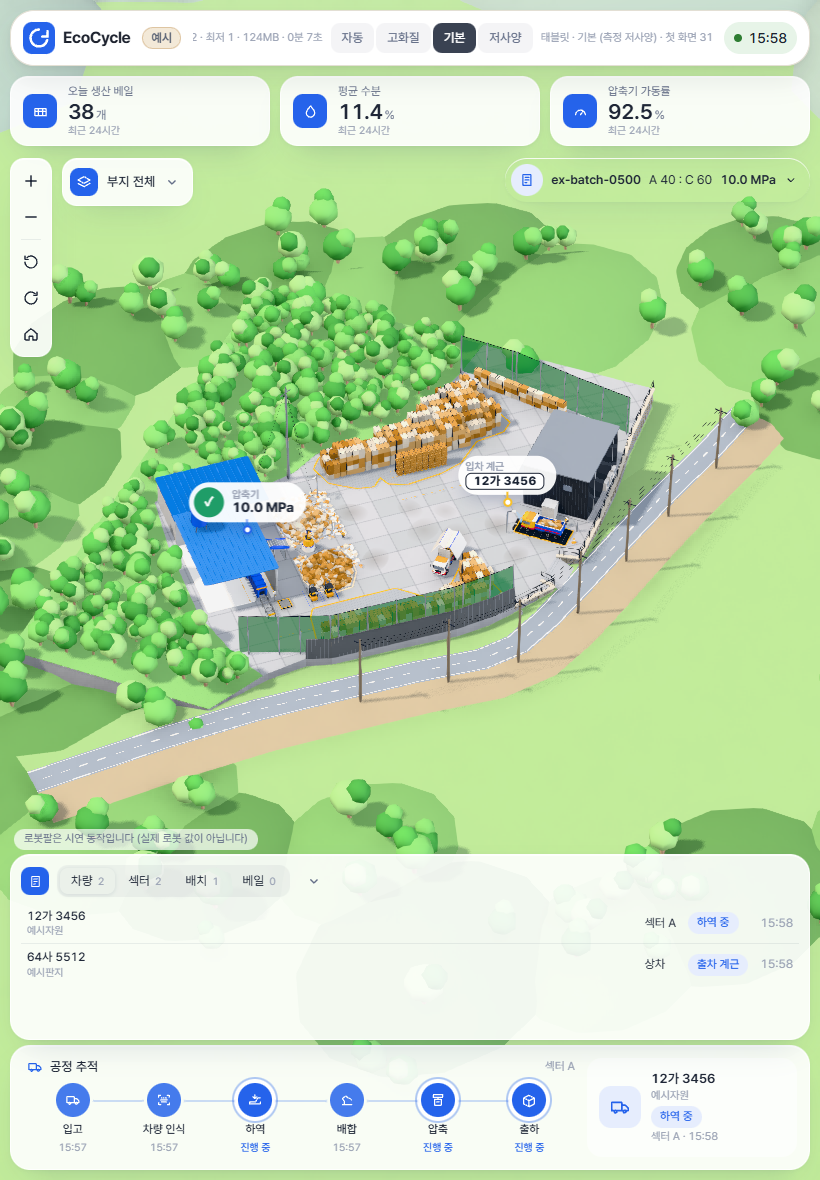 EcoCycle
예시
2 · 최저 1 · 124MB · 0분 7초
자동
고화질
기본
저사양
태블릿 · 기본 (측정 저사양) · 첫 화면 31
15:58
오늘 생산 베일
38개
최근 24시간
평균 수분
11.4%
최근 24시간
압축기 가동률
92.5%
최근 24시간
부지 전체
ex-batch-0500 A 40 : C 60 10.0 MPa
입차 계근
12가 3456
압축기
10.0 MPa
로봇팔은 시연 동작입니다 (실제 로봇 값이 아닙니다)
차량 2
섹터 2
배치 1
베일 0
12가 3456
예시자원
섹터 A
하역 중
15:58
64사 5512
예시판지
상차
출차 계근
15:58
공정 추적
섹터 A
입고
15:57
차량 인식
15:57
하역
진행 중
배합
15:57
압축
진행 중
출하
진행 중
12가 3456
예시자원
하역 중
섹터 A · 15:58